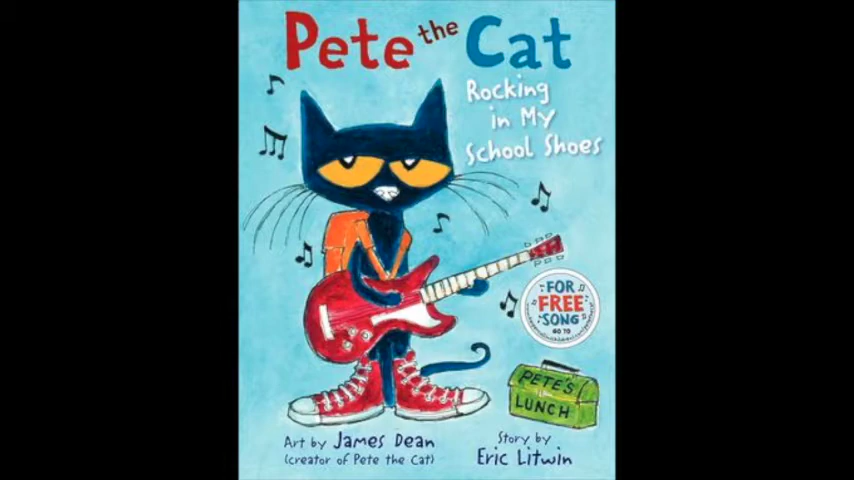 Pete the Cat
Rocking
in My
School Shoes
FOR
FREE
SONG
GO TO
PETE'S
LUNCH
Art by James Dean
(creator of Pete the Cat)
Story by
Eric Litwin